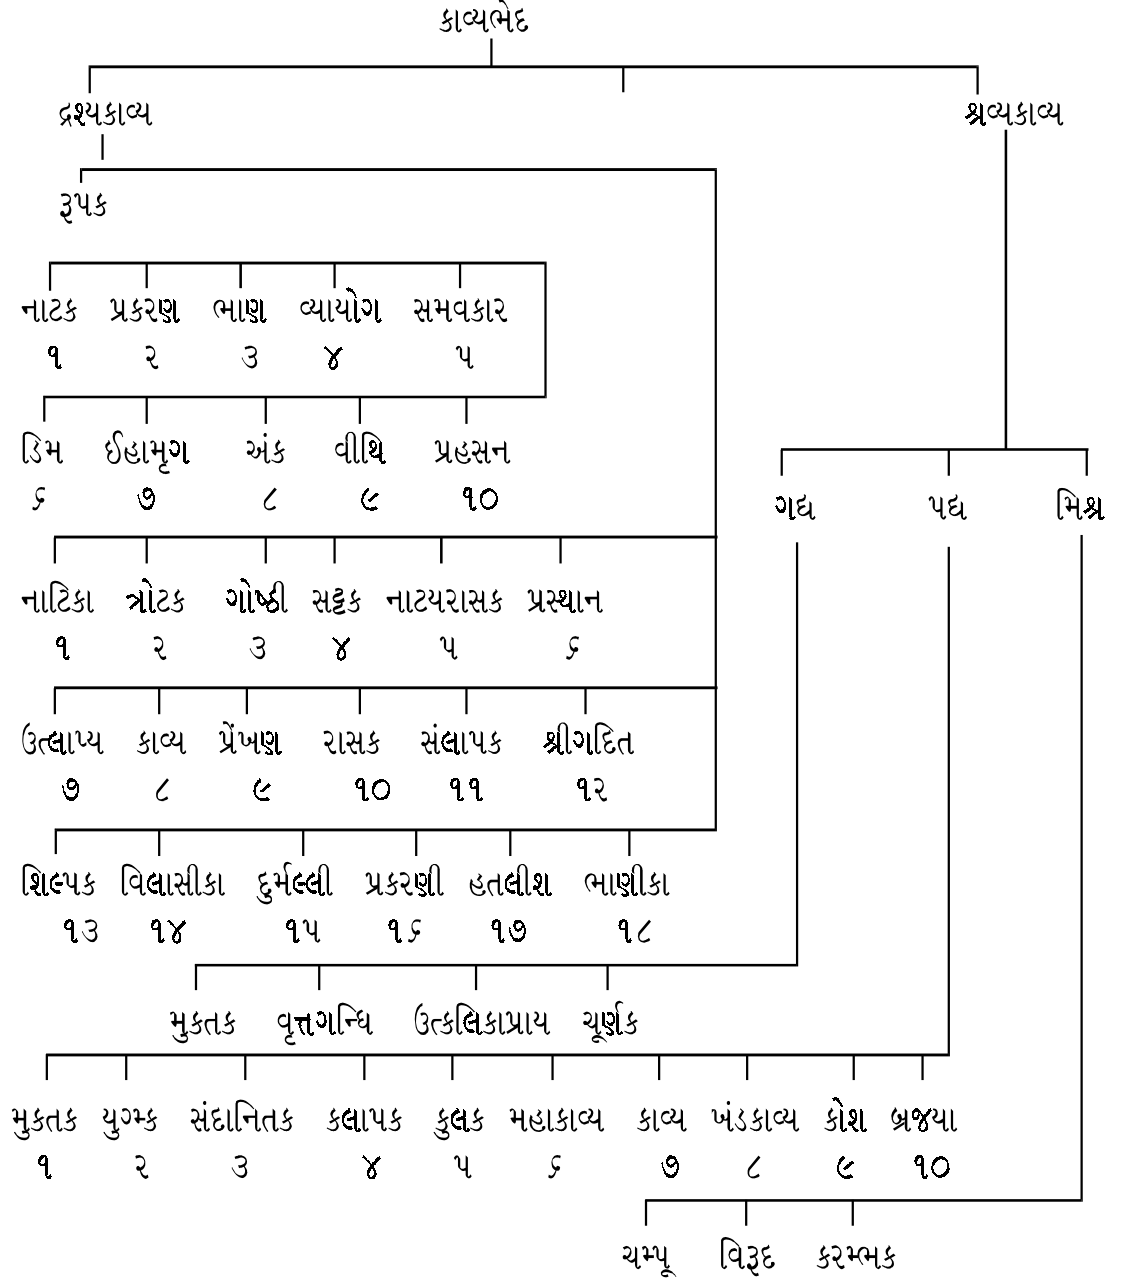 કાવ્યભેદ
દ્રશ્યકાવ્ય શ્રવ્યકાવ્ય
રૂપક
નાટક પ્રકરણ ભાણ વ્યાયોગ સમવકાર
૧ ૨ ૩ ૪ ૫
ડિમ ઈહામૃગ અંક વીથિ પ્રહસન
૬ ૭ ૮ ૯ ૧૦
ગદ્ય પદ્ય મિશ્ર
નાટિકા ત્રોટક ગોષ્ઠી સટ્ટક નાટયરાસક પ્રસ્થાન
૧ ૨ ૩ ૪ ૫ ૬
ઉત્લાપ્ય કાવ્ય પ્રેંખણ રાસક સંલાપક શ્રીગદિત
૭ ૮ ૯ ૧૦ ૧૧ ૧૨
શિલ્પક વિલાસીકા દુર્મલ્લી પ્રકરણી હતલીશ ભાણીકા
૧૩ ૧૪ ૧૫ ૧૬ ૧૭ ૧૮
મુકતક વૃત્તગન્ધિ ઉત્કલિકાપ્રાય ચૂર્ણક
મુકતક યુગ્મ્ક સંદાનિતક કલાપક કુલક મહાકાવ્ય કાવ્ય ખંડકાવ્ય કોશ બ્રજયા
૧ ૨ ૩ ૪ ૫ ૬ ૭ ૮ ૯ ૧૦
ચમ્પૂ વિરૂદ કરમ્ભક